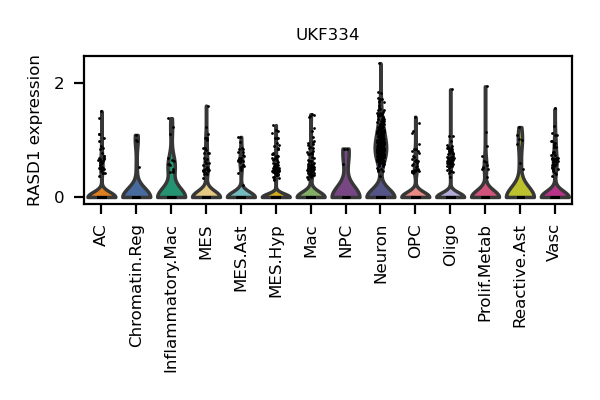 UKF334
RASD1 expression
2
0
AC
Chromatin.Reg
Inflammatory.Mac
MES
MES.Ast
MES.Hyp
Mac
NPC
Neuron
OPC
Oligo
Prolif.Metab
Reactive.Ast
Vasc